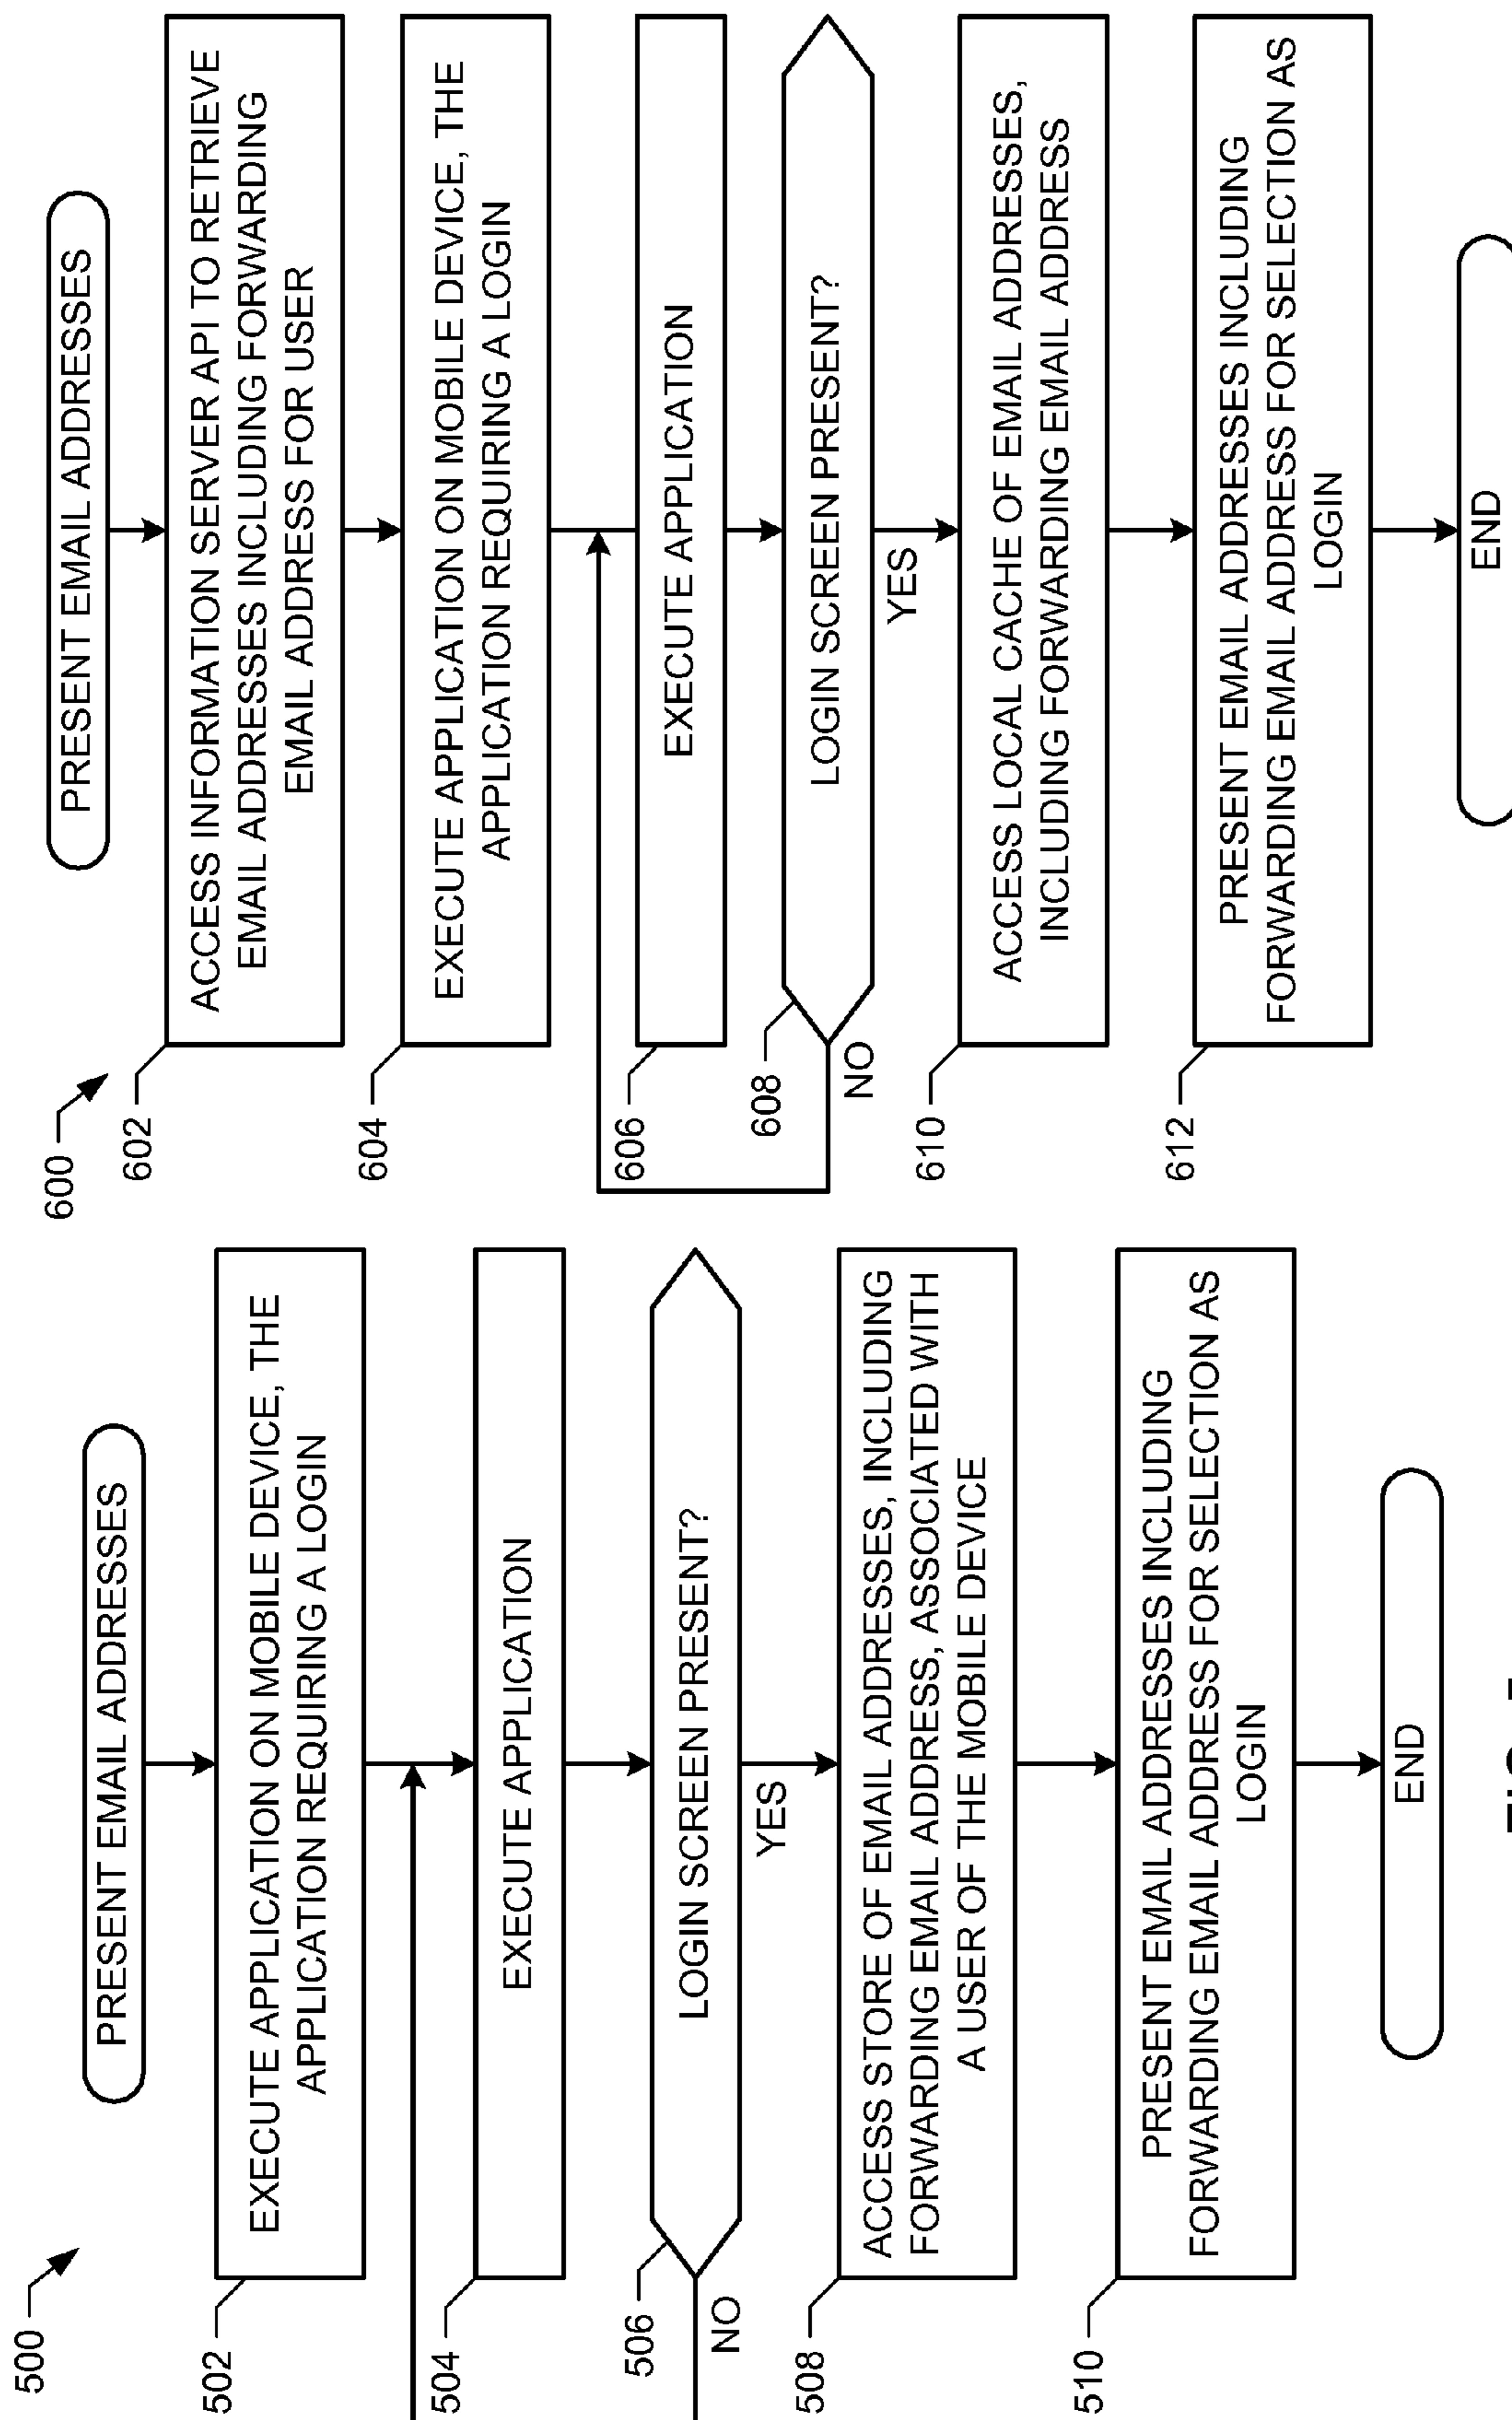 500
PRESENT EMAIL ADDRESSES
502
EXECUTE APPLICATION ON MOBILE DEVICE, THE
APPLICATION REQUIRING A LOGIN
504
EXECUTE APPLICATION
506
LOGIN SCREEN PRESENT?
NO
YES
508
ACCESS STORE OF EMAIL ADDRESSES, INCLUDING
FORWARDING EMAIL ADDRESS, ASSOCIATED WITH
A USER OF THE MOBILE DEVICE
510
PRESENT EMAIL ADDRESSES INCLUDING
FORWARDING EMAIL ADDRESS FOR SELECTION AS
LOGIN
END
600
PRESENT EMAIL ADDRESSES
602
ACCESS INFORMATION SERVER API TO RETRIEVE
EMAIL ADDRESSES INCLUDING FORWARDING
EMAIL ADDRESS FOR USER
604
EXECUTE APPLICATION ON MOBILE DEVICE, THE
APPLICATION REQUIRING A LOGIN
606
EXECUTE APPLICATION
608
LOGIN SCREEN PRESENT?
NO
YES
610
ACCESS LOCAL CACHE OF EMAIL ADDRESSES,
INCLUDING FORWARDING EMAIL ADDRESS
612
PRESENT EMAIL ADDRESSES INCLUDING
FORWARDING EMAIL ADDRESS FOR SELECTION AS
LOGIN
END